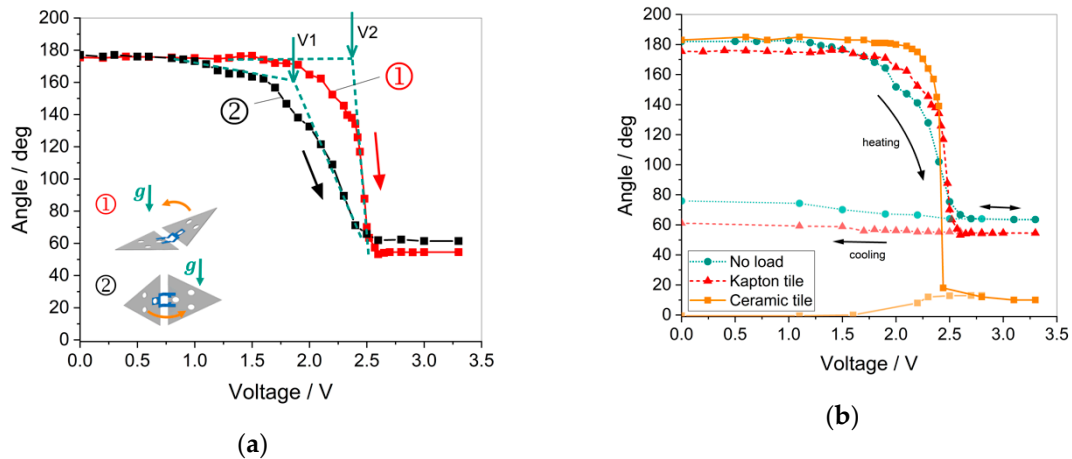 200
180
160
140
120
100
80
60
40
20
0
Angle / deg
V1
V2
①
②
①
g
②
g
0.0
0.5
1.0
1.5
2.0
2.5
3.0
3.5
Voltage / V
(a)
200
180
160
140
120
100
80
60
40
20
0
Angle / deg
heating
cooling
No load
Kapton tile
Ceramic tile
0.0
0.5
1.0
1.5
2.0
2.5
3.0
3.5
Voltage / V
(b)